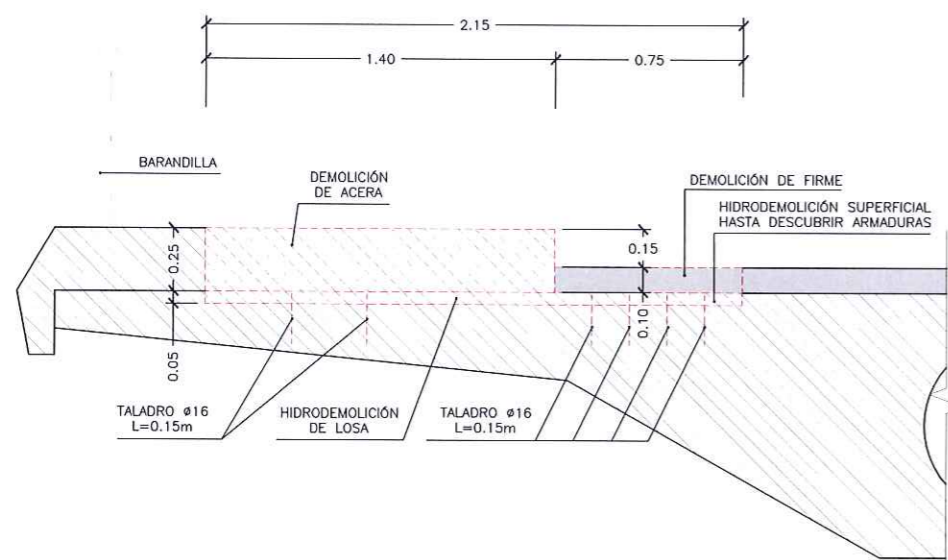 2.15
1.40
0.75
BARANDILLA
DEMOLICIÓN
DE ACERA
DEMOLICIÓN DE FIRME
HIDRODEMOLICIÓN SUPERFICIAL
HASTA DESCUBRIR ARMADURAS
0.25
0.15
0.10
0.05
TALADRO ø16
L=0.15m
HIDRODEMOLICIÓN
DE LOSA
TALADRO ø16
L=0.15m